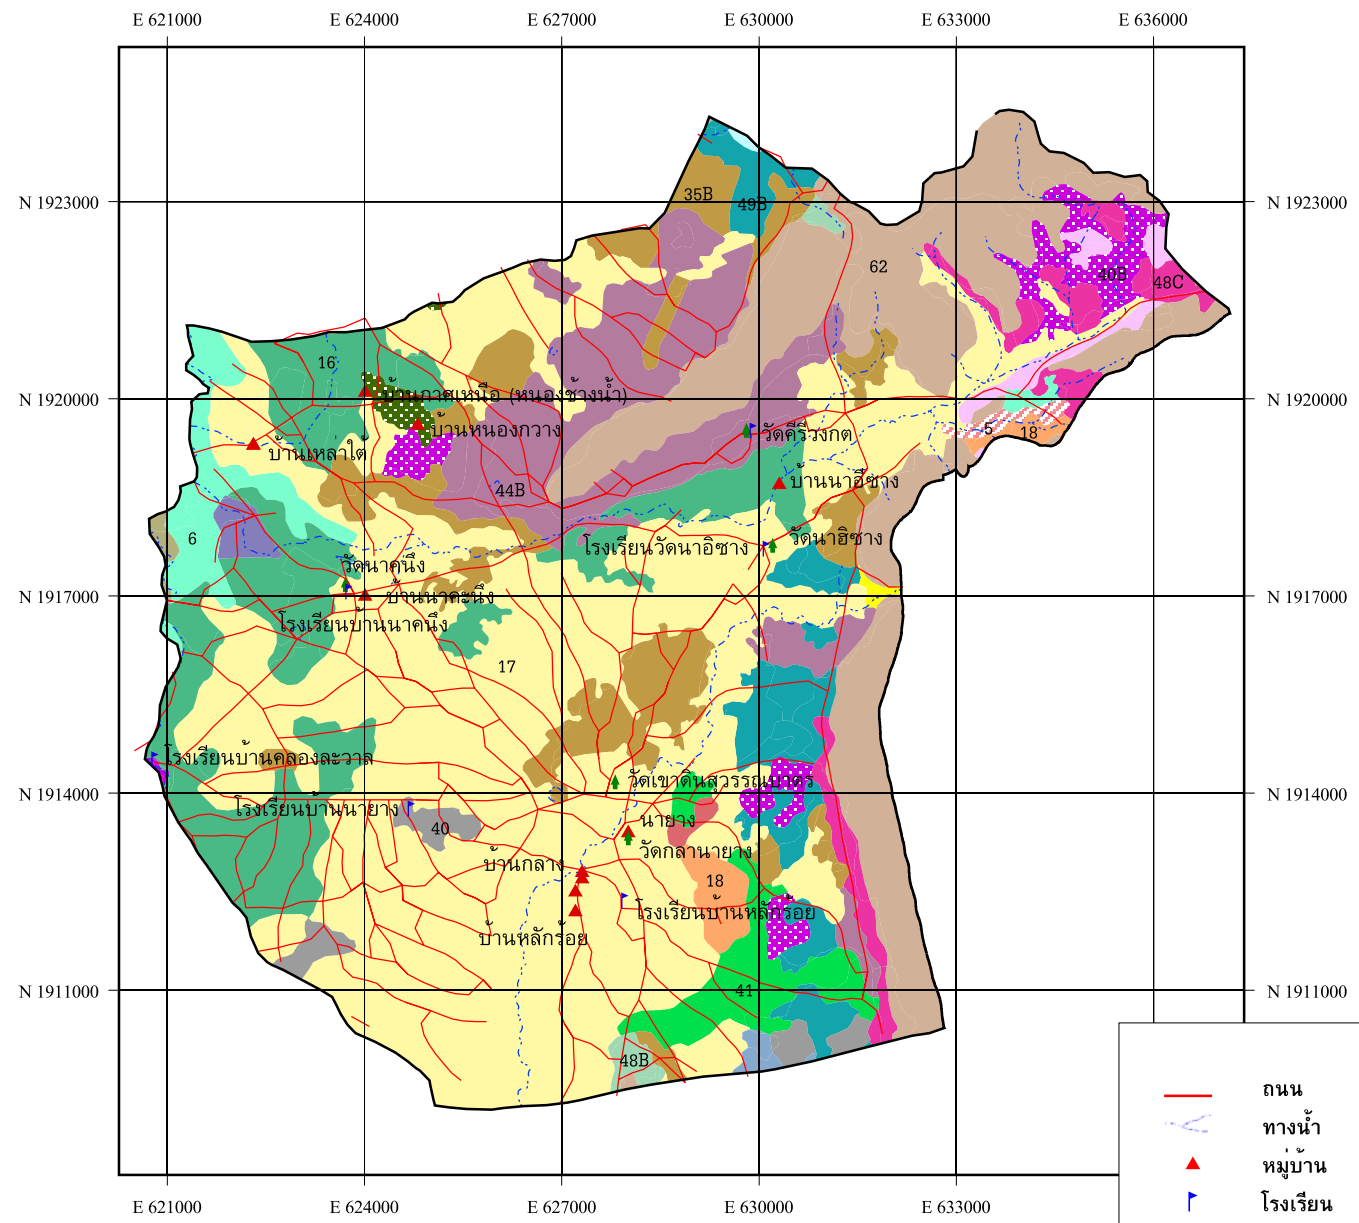 E 621000 E 624000 E 627000 E 630000 E 633000 E 636000
35B
N 1923000 N 1923000
49B
62
40B
48C
16
บ้านกาศเหนือ (หนองช้างน้ำ)
N 1920000 N 1920000
บ้านหนองกวาง
วัดคีรีวงกต
5
18
บ้านเหล่าใต้
บ้านนาอีซาง
44B
6
วัดนาฮิซาง
โรงเรียนวัดนาอิซาง
วัดนาคนึง
N 1917000 N 1917000
บ้านนาคะนึง
โรงเรียนบ้านนาคนึง
17
โรงเรียนบ้านคลองละวาล
วัดเขาดินสุวรรณบาตร
N 1914000 N 1914000
โรงเรียนบ้านนายาง
นายาง
40
วัดกลานายาง
บ้านกลาง
18
โรงเรียนบ้านหลักร้อย
บ้านหลักร้อย
N 1911000 N 1911000
41
48B
ถนน
ทางน้ำ
หมู่บ้าน
โรงเรียน
E 621000 E 624000 E 627000 E 630000 E 633000